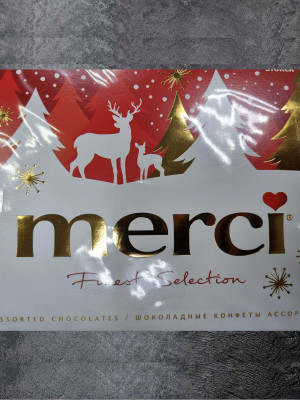 STORCK
merci®
Finest Selection
ASSORTED CHOCOLATES / ШОКОЛАДНЫЕ КОНФЕТЫ АССОР